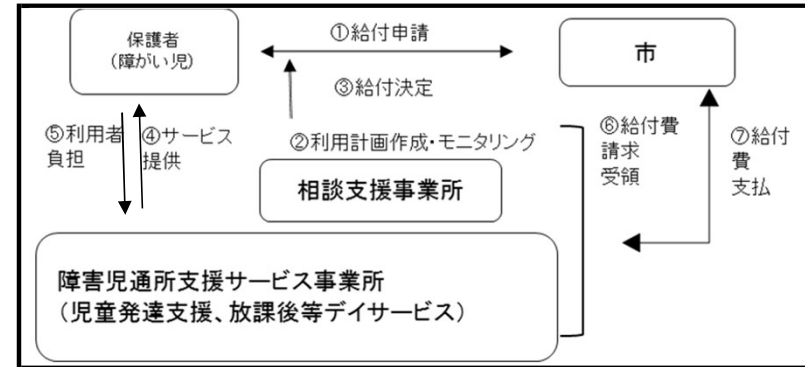 保護者
(障がい児)
①給付申請
市
③給付決定
⑤利用者
負担
④サービス
提供
②利用計画作成・モニタリング
⑥給付費
請求
受領
⑦給付
費
支払
相談支援事業所
障害児通所支援サービス事業所
(児童発達支援、放課後等デイサービス)